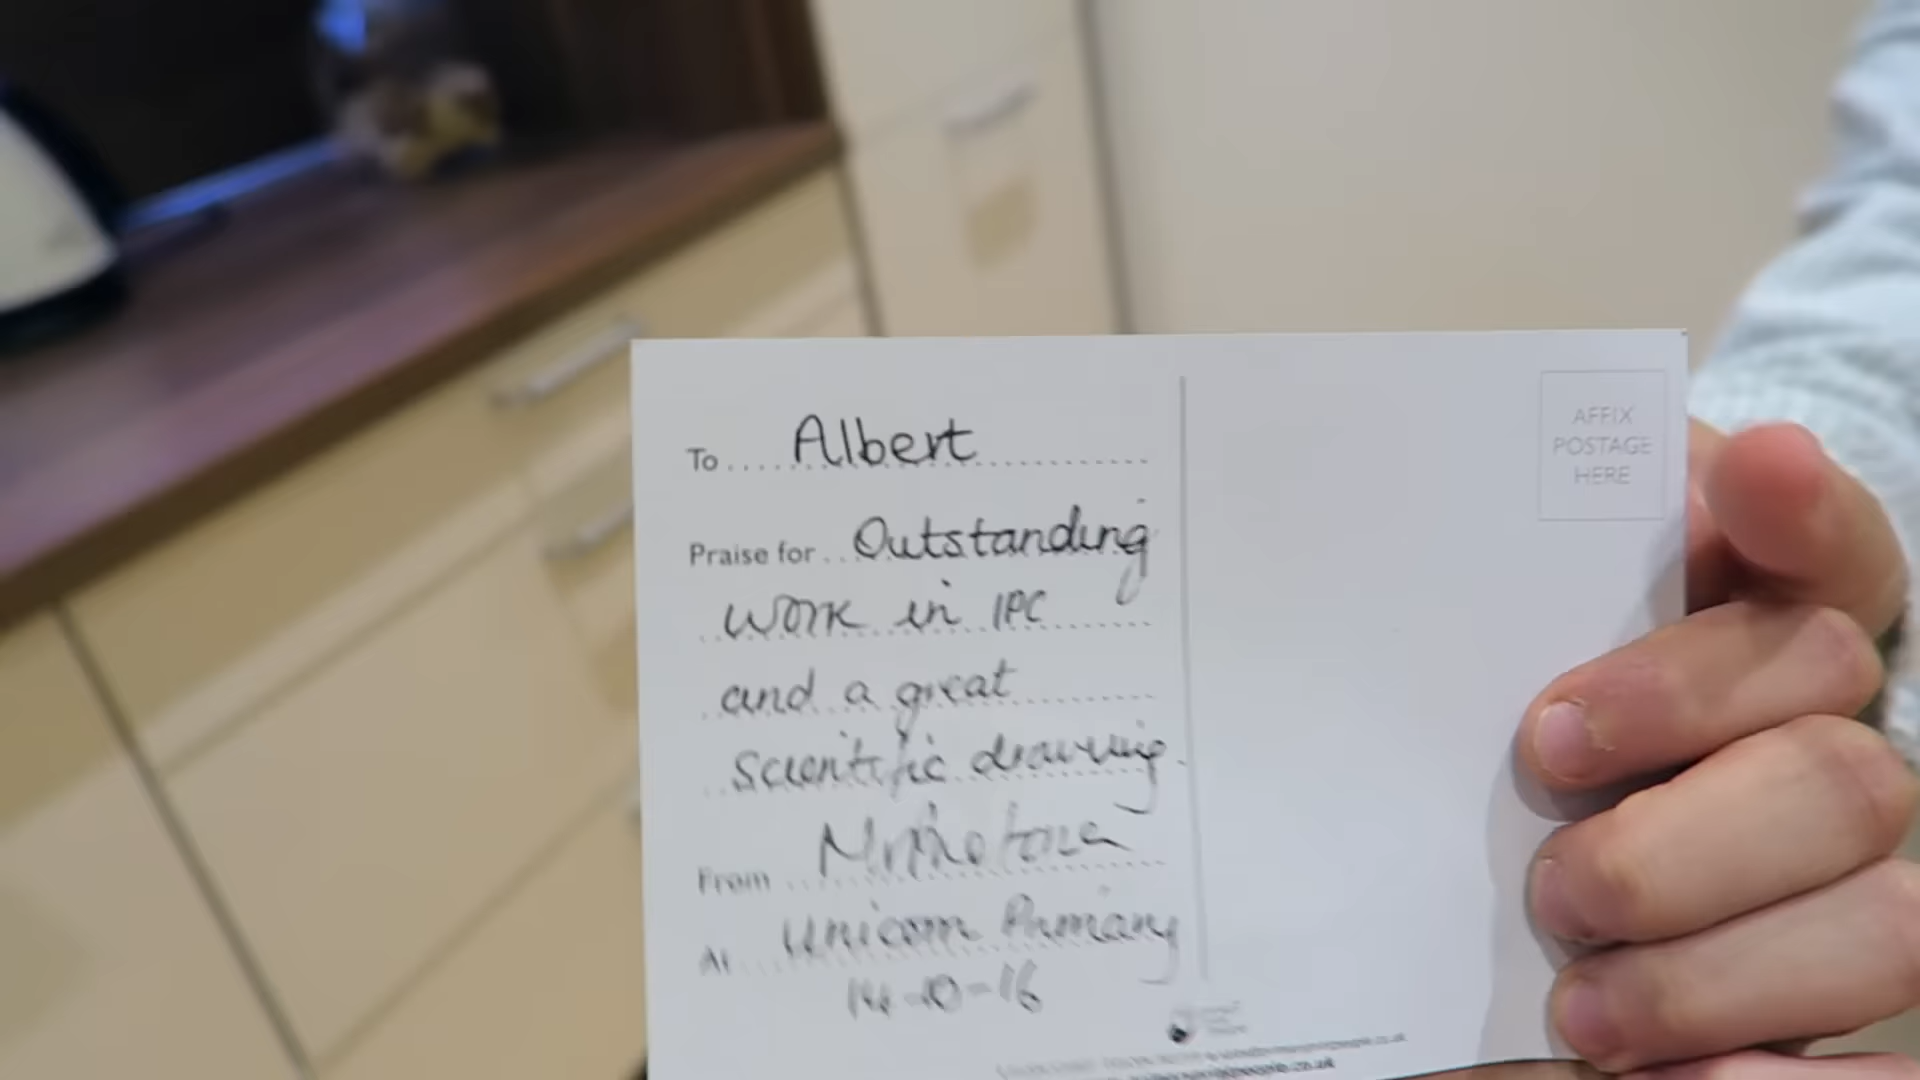 To Albert
Praise for Outstanding
work in IPC
and a great
scientific drawing
From
At Unicorn Primary
14-10-16
AFFIX
POSTAGE
HERE